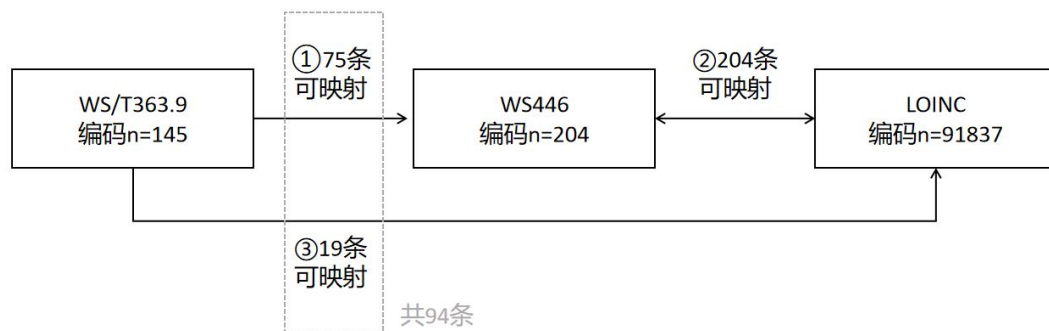 ①75条
可映射
②204条
可映射
WS/T363.9
编码n=145
WS446
编码n=204
LOINC
编码n=91837
③19条
可映射
共94条